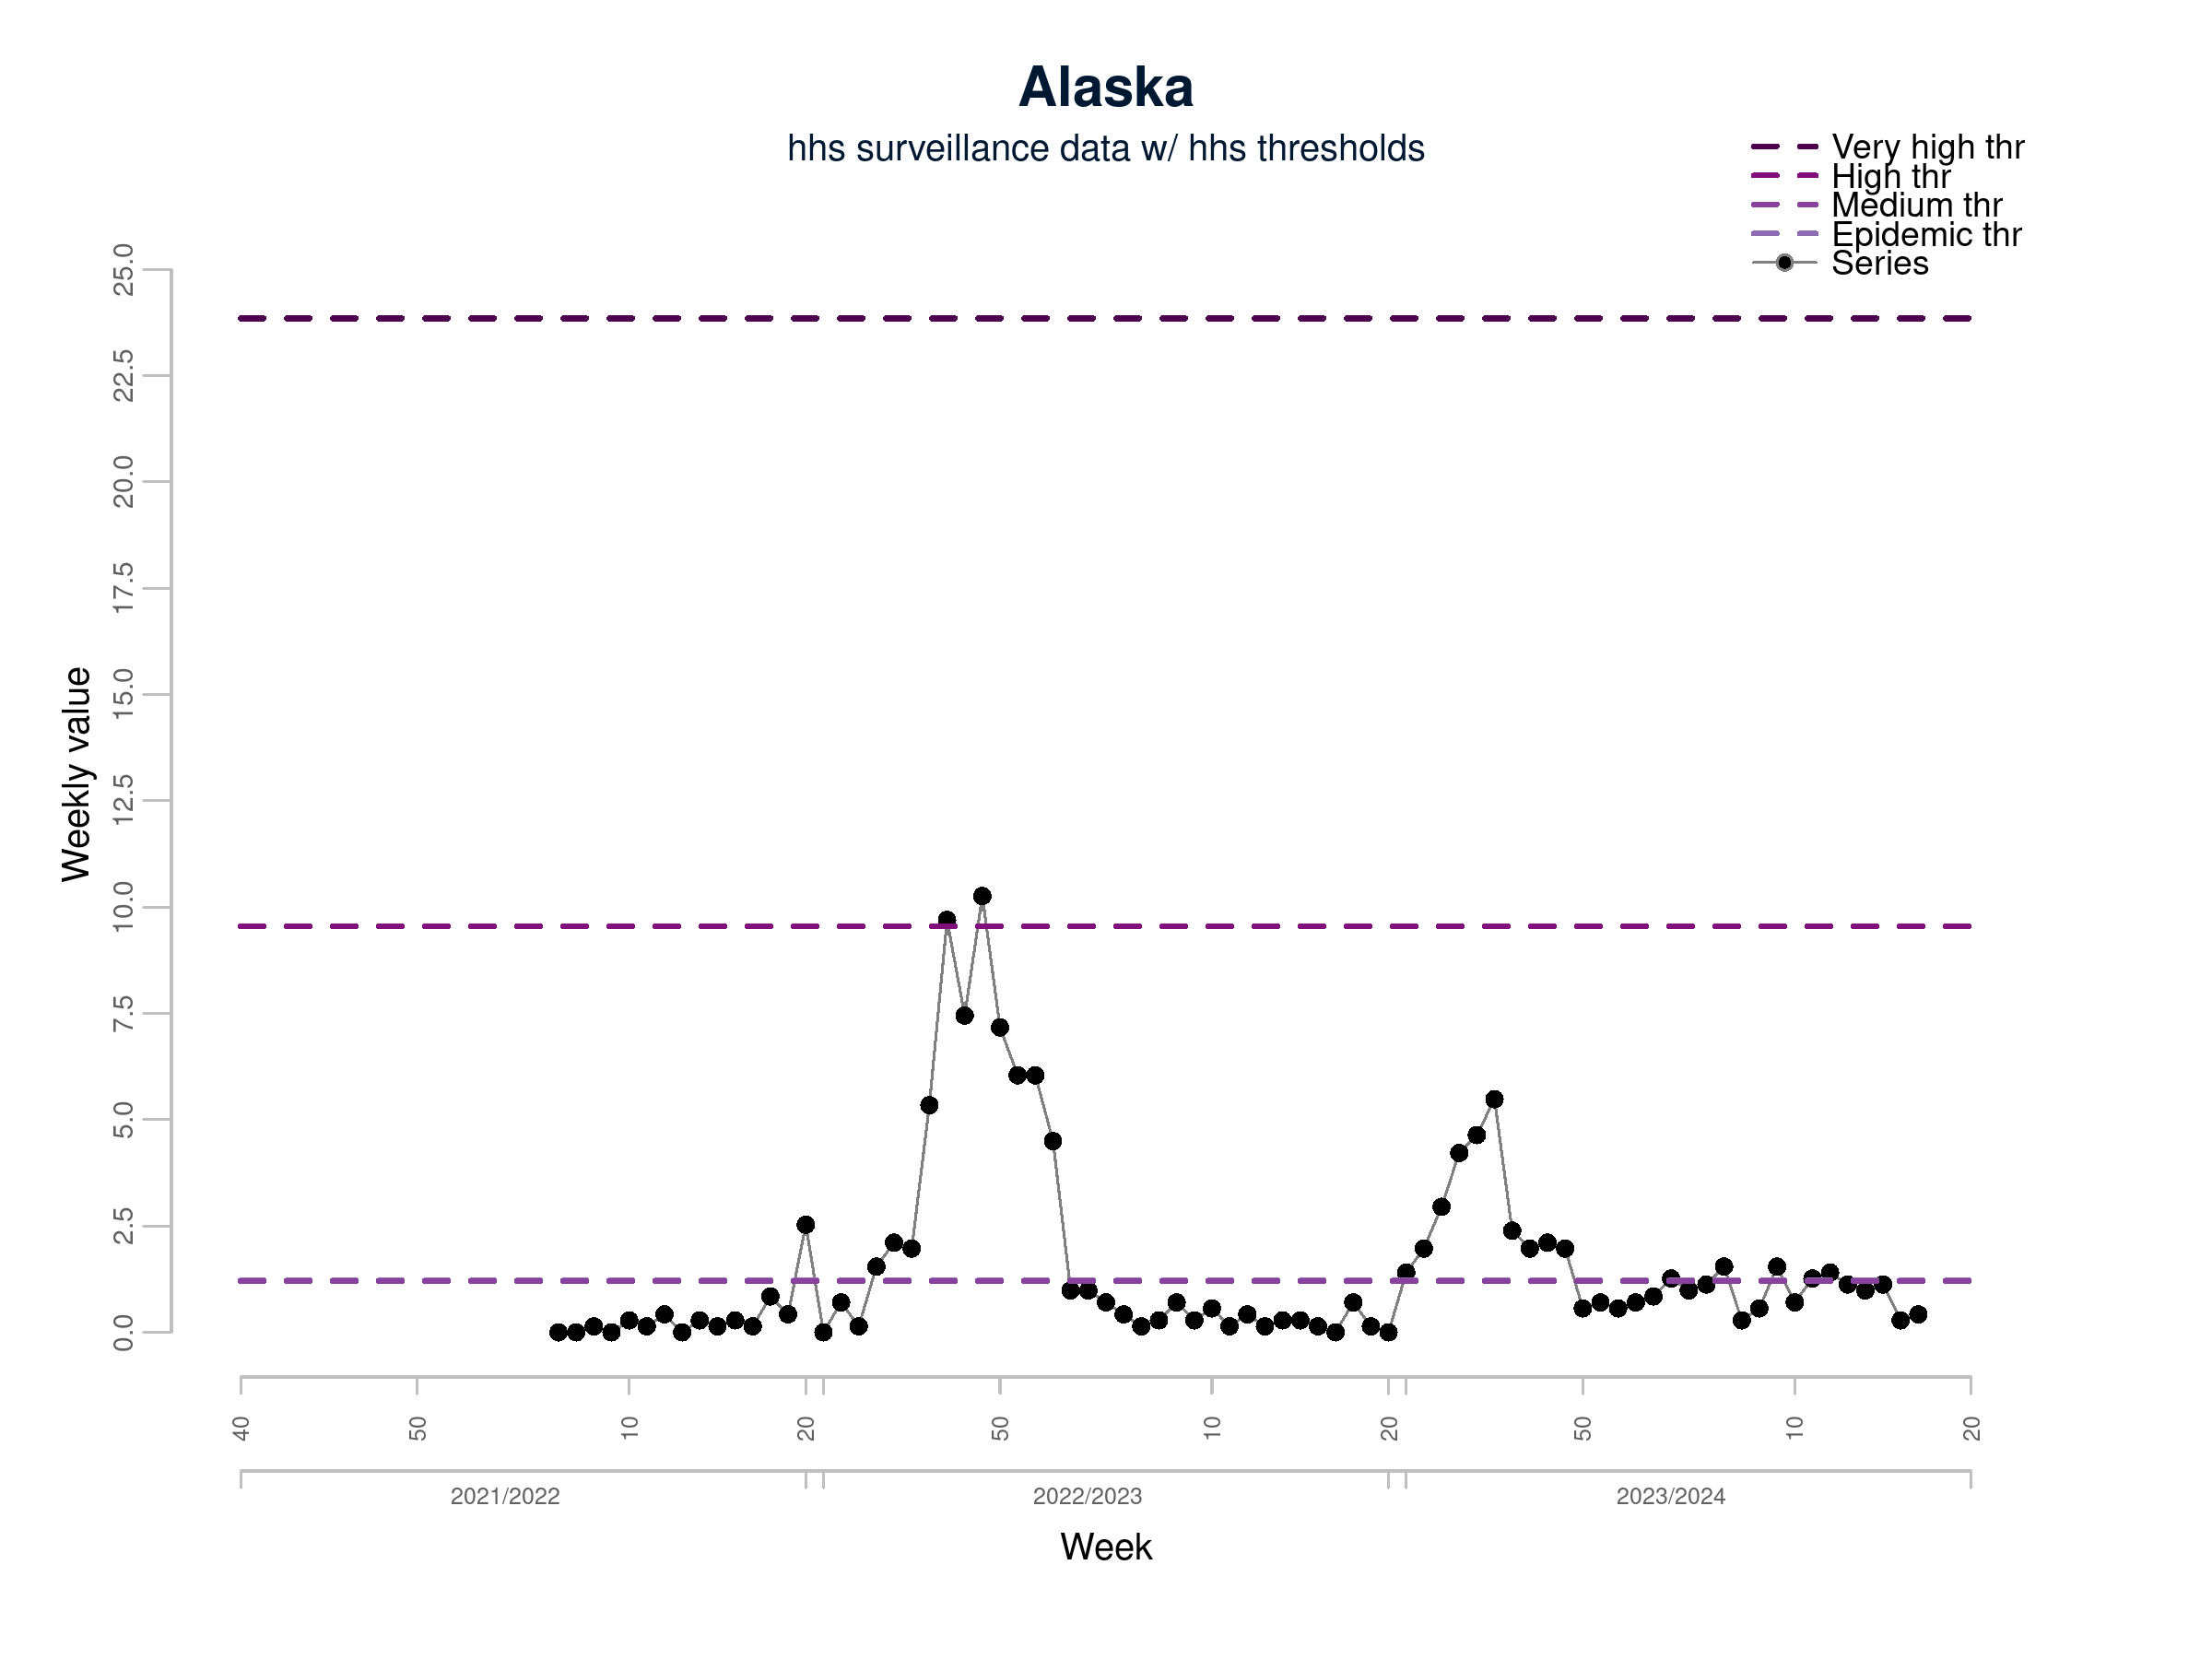 Alaska
hhs surveillance data w/ hhs thresholds
Very high thr
High thr
Medium thr
Epidemic thr
Series
Weekly value
25.0
22.5
20.0
17.5
15.0
12.5
10.0
7.5
5.0
2.5
0.0
40 50 10 20 50 10 20 50 10 20
2021/2022 2022/2023 2023/2024
Week